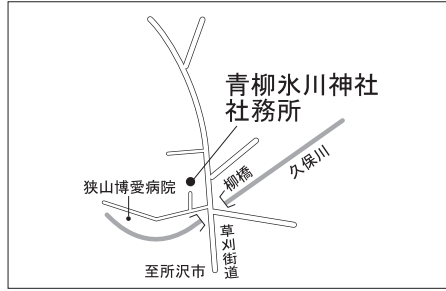 青柳氷川神社
社務所
狭山博愛病院
柳橋
久保川
草刈街道
至所沢市